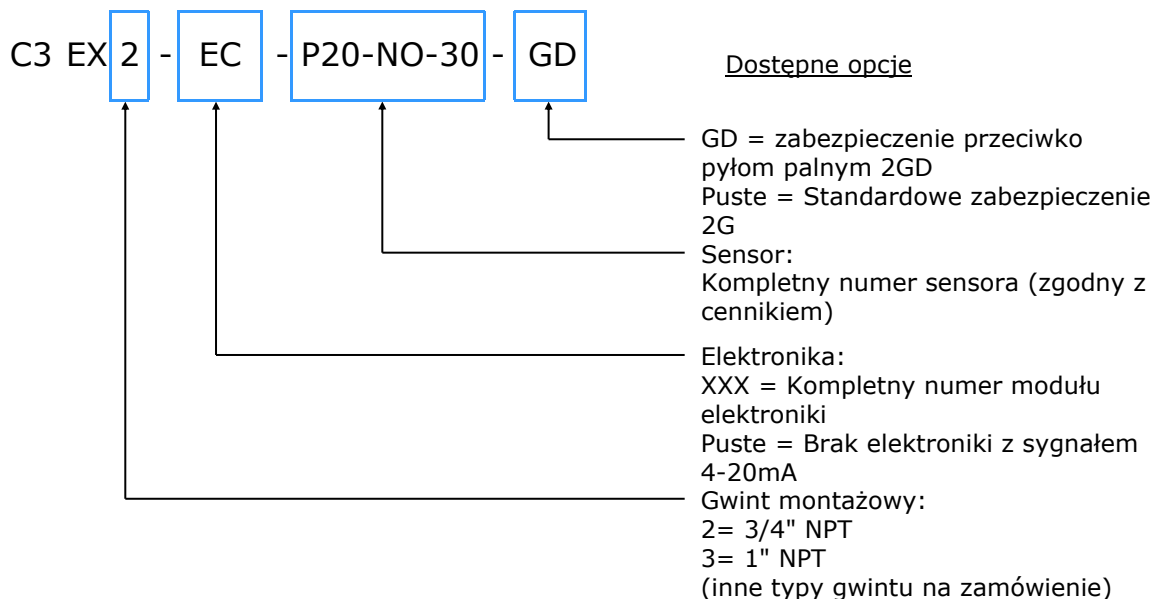 C3 EX 2 - EC - P20-NO-30 - GD
Dostępne opcje
GD = zabezpieczenie przeciwko
pyłom palnym 2GD
Puste = Standardowe zabezpieczenie
2G
Sensor:
Kompletny numer sensora (zgodny z
cennikiem)
Elektronika:
XXX = Kompletny numer modułu
elektroniki
Puste = Brak elektroniki z sygnałem
4-20mA
Gwint montażowy:
2= 3/4" NPT
3= 1" NPT
(inne typy gwintu na zamówienie)